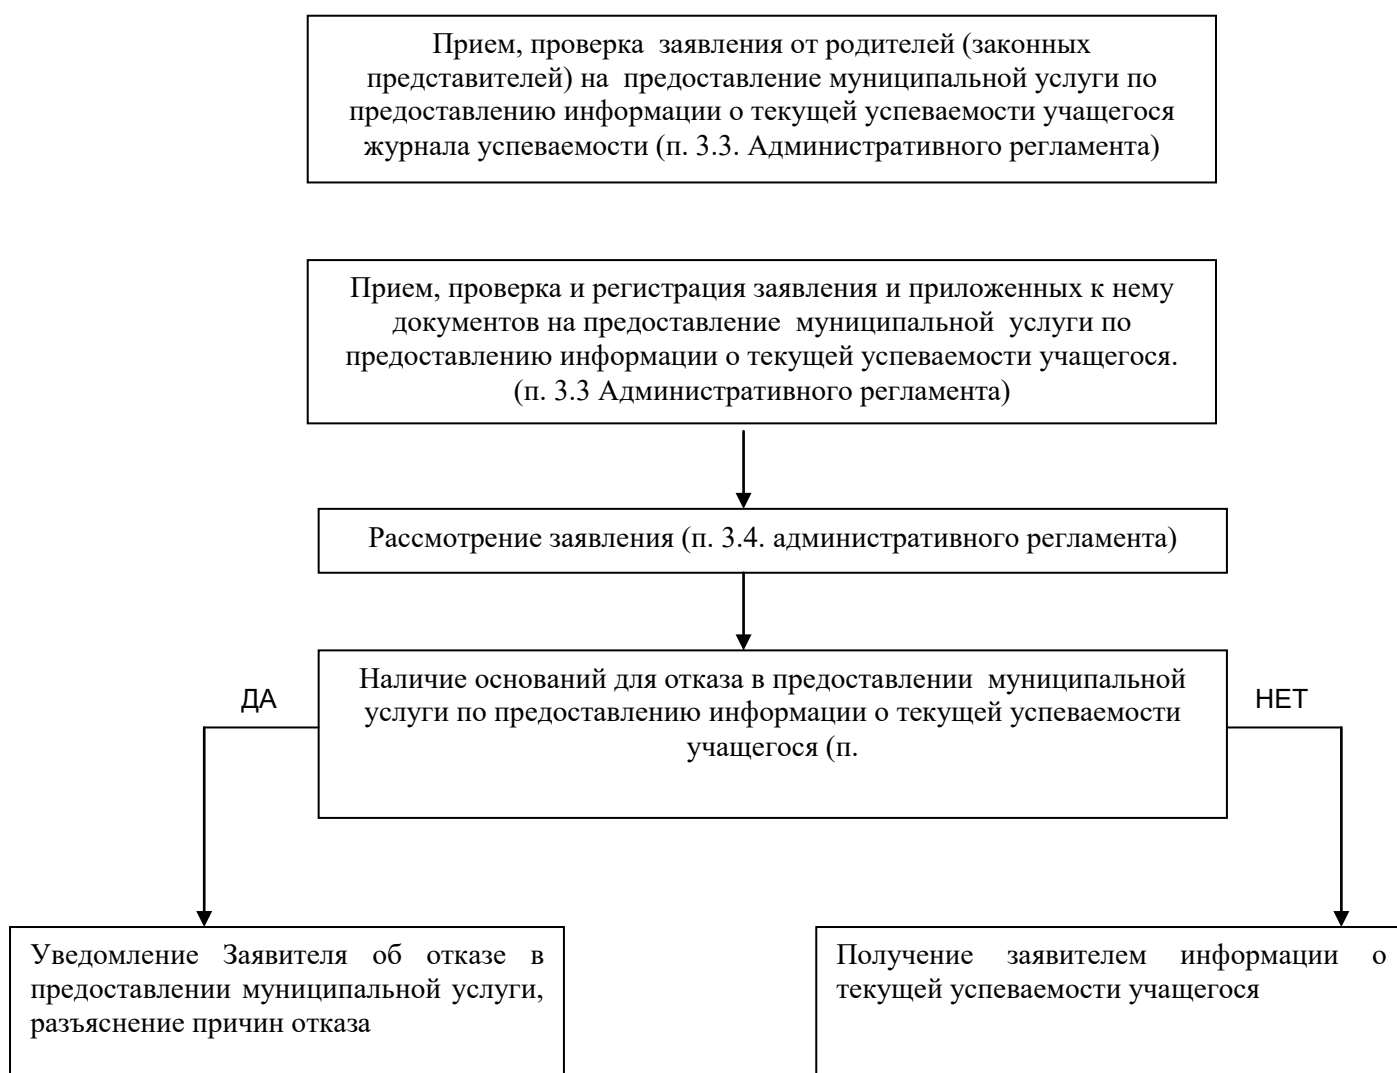 Прием, проверка  заявления от родителей (законных
представителей) на  предоставление муниципальной услуги по
предоставлению информации о текущей успеваемости учащегося
журнала успеваемости (п. 3.3. Административного регламента)
Прием, проверка и регистрация заявления и приложенных к нему
документов на предоставление  муниципальной  услуги по
предоставлению информации о текущей успеваемости учащегося.
(п. 3.3 Административного регламента)
Рассмотрение заявления (п. 3.4. административного регламента)
Наличие оснований для отказа в предоставлении  муниципальной
услуги по предоставлению информации о текущей успеваемости
учащегося (п.
ДА
НЕТ
Уведомление Заявителя об отказе в
предоставлении муниципальной услуги,
разъяснение причин отказа
Получение заявителем информации о
текущей успеваемости учащегося